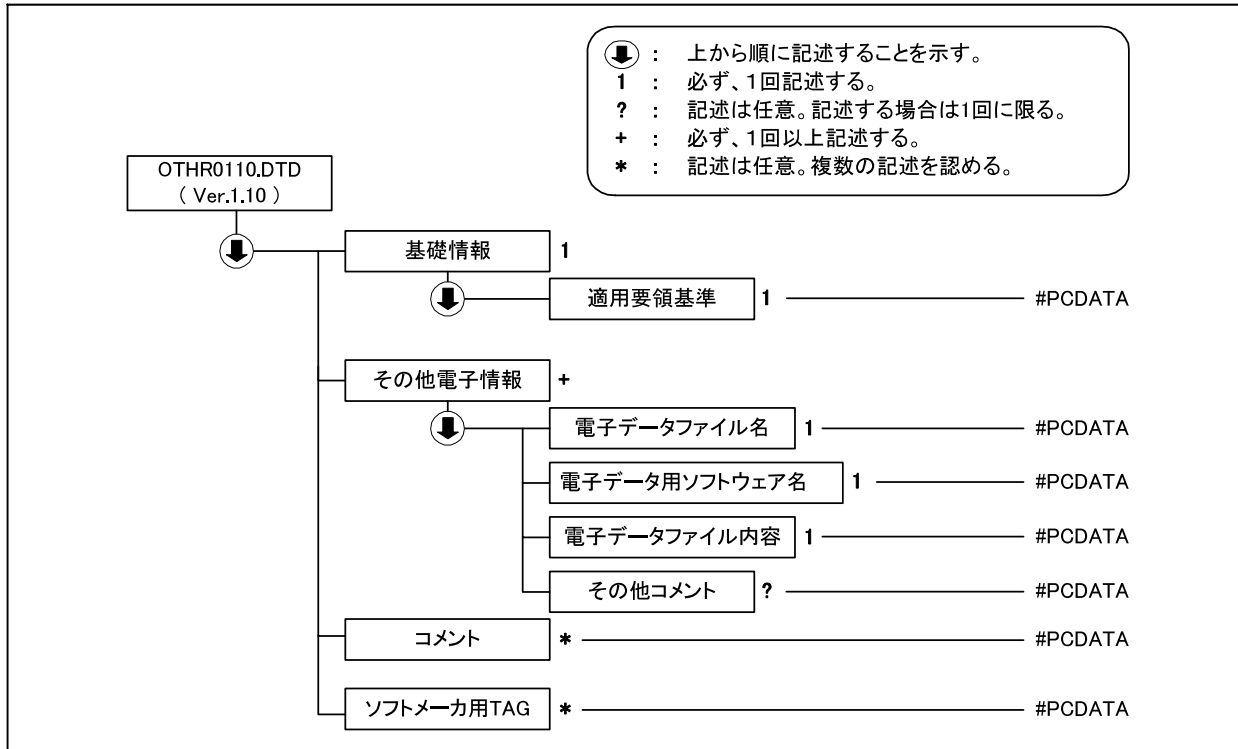 ： 上から順に記述することを示す。
1 ： 必ず、1回記述する。
? ： 記述は任意。記述する場合は1回に限る。
+ ： 必ず、1回以上記述する。
* ： 記述は任意。複数の記述を認める。
OTHR0110.DTD
( Ver.1.10 )
基礎情報 1
適用要領基準 1 #PCDATA
その他電子情報 +
電子データファイル名 1 #PCDATA
電子データ用ソフトウェア名 1 #PCDATA
電子データファイル内容 1 #PCDATA
その他コメント ? #PCDATA
コメント * #PCDATA
ソフトメーカ用TAG * #PCDATA